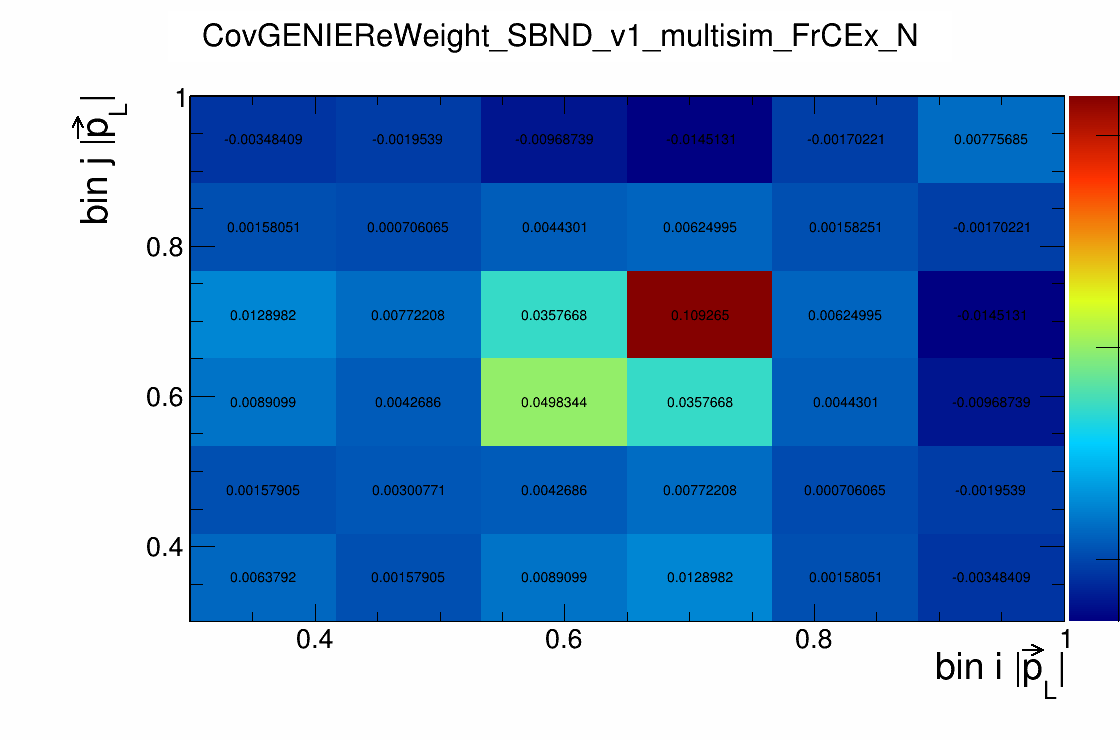 CovGENIEReWeight_SBND_v1_multisim_FrCEx_N
bin j |p⃗_L|
1
-0.00348409 -0.0019539 -0.00968739 -0.0145131 -0.00170221 0.00775685
0.00158051 0.000706065 0.0044301 0.00624995 0.00158251 -0.00170221
0.8
0.0128982 0.00772208 0.0357668 0.109265 0.00624995 -0.0145131
0.6
0.0089099 0.0042686 0.0498344 0.0357668 0.0044301 -0.00968739
0.00157905 0.00300771 0.0042686 0.00772208 0.000706065 -0.0019539
0.4
0.0063792 0.00157905 0.0089099 0.0128982 0.00158051 -0.00348409
0.4 0.6 0.8 1
bin i |p⃗_L|